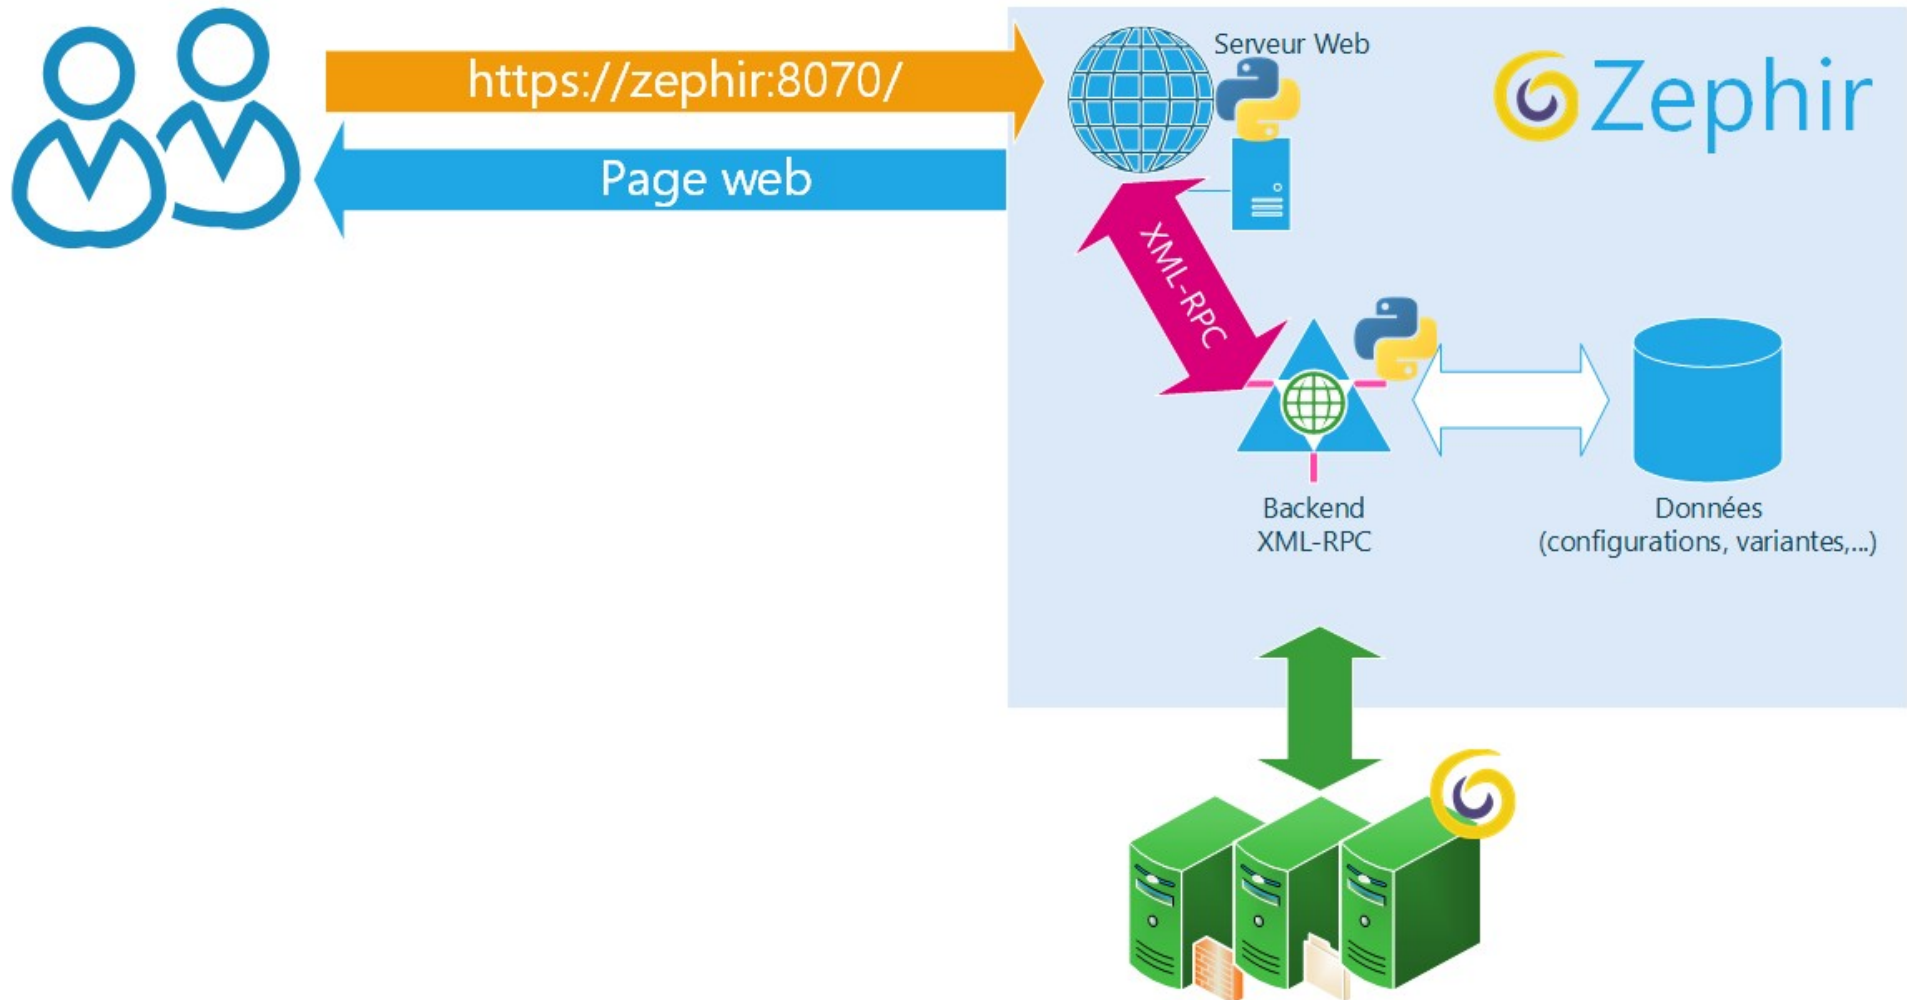 https://zephir:8070/
Page web
Serveur Web
Zephir
XML-RPC
Backend
XML-RPC
Données
(configurations, variantes,...)